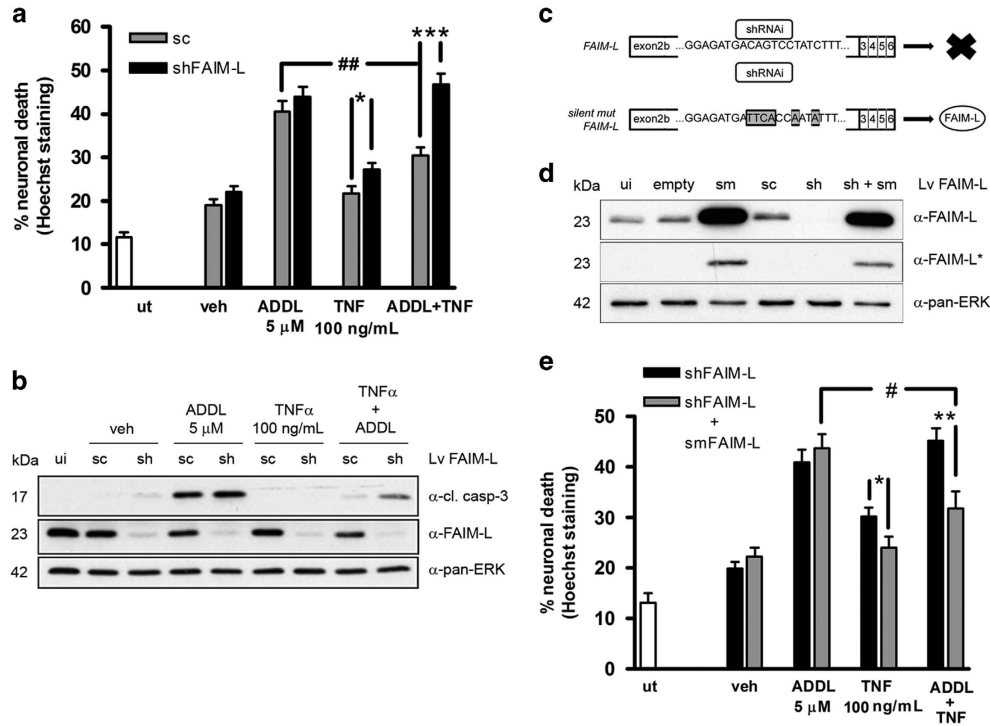 a
60
50
40
30
20
10
0
% neuronal death
(Hoechst staining)
sc
shFAIM-L
##
*
***
ut
veh
ADDL
5 μM
TNF
100 ng/mL
ADDL+TNF
b
veh
ADDL
5 μM
TNFα
100 ng/mL
TNFα
+
ADDL
kDa ui sc sh sc sh sc sh sc sh Lv FAIM-L
17 α-cl. casp-3
23 α-FAIM-L
42 α-pan-ERK
c
shRNAi
FAIM-L exon2b ...GGAGATGACAGTCCTATCTTT... 3 4 5 6
shRNAi
silent mut
FAIM-L
exon2b ...GGAGATGATTCACCAATATTT... 3 4 5 6 FAIM-L
d
kDa ui empty sm sc sh sh + sm Lv FAIM-L
23 α-FAIM-L
23 α-FAIM-L*
42 α-pan-ERK
e
shFAIM-L
shFAIM-L
+
smFAIM-L
50
40
30
20
10
0
% neuronal death
(Hoechst staining)
#
*
**
ut
veh
ADDL
5 μM
TNF
100 ng/mL
ADDL
+
TNF